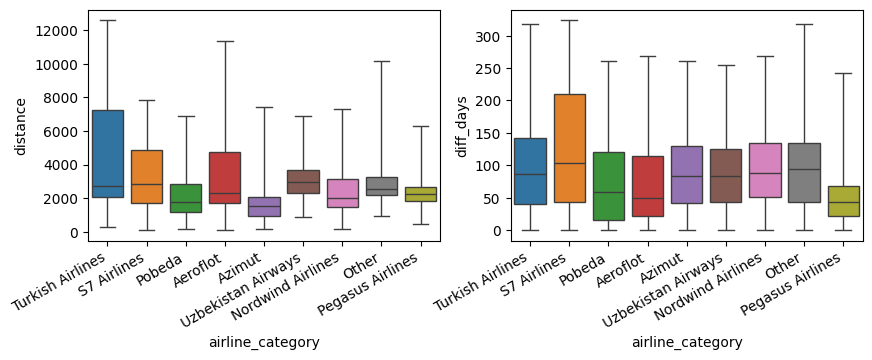 12000
10000
8000
6000
4000
2000
0
distance
Turkish Airlines
S7 Airlines
Pobeda
Aeroflot
Azimut
Uzbekistan Airways
Nordwind Airlines
Other
Pegasus Airlines
airline_category
300
250
200
150
100
50
0
diff_days
Turkish Airlines
S7 Airlines
Pobeda
Aeroflot
Azimut
Uzbekistan Airways
Nordwind Airlines
Other
Pegasus Airlines
airline_category